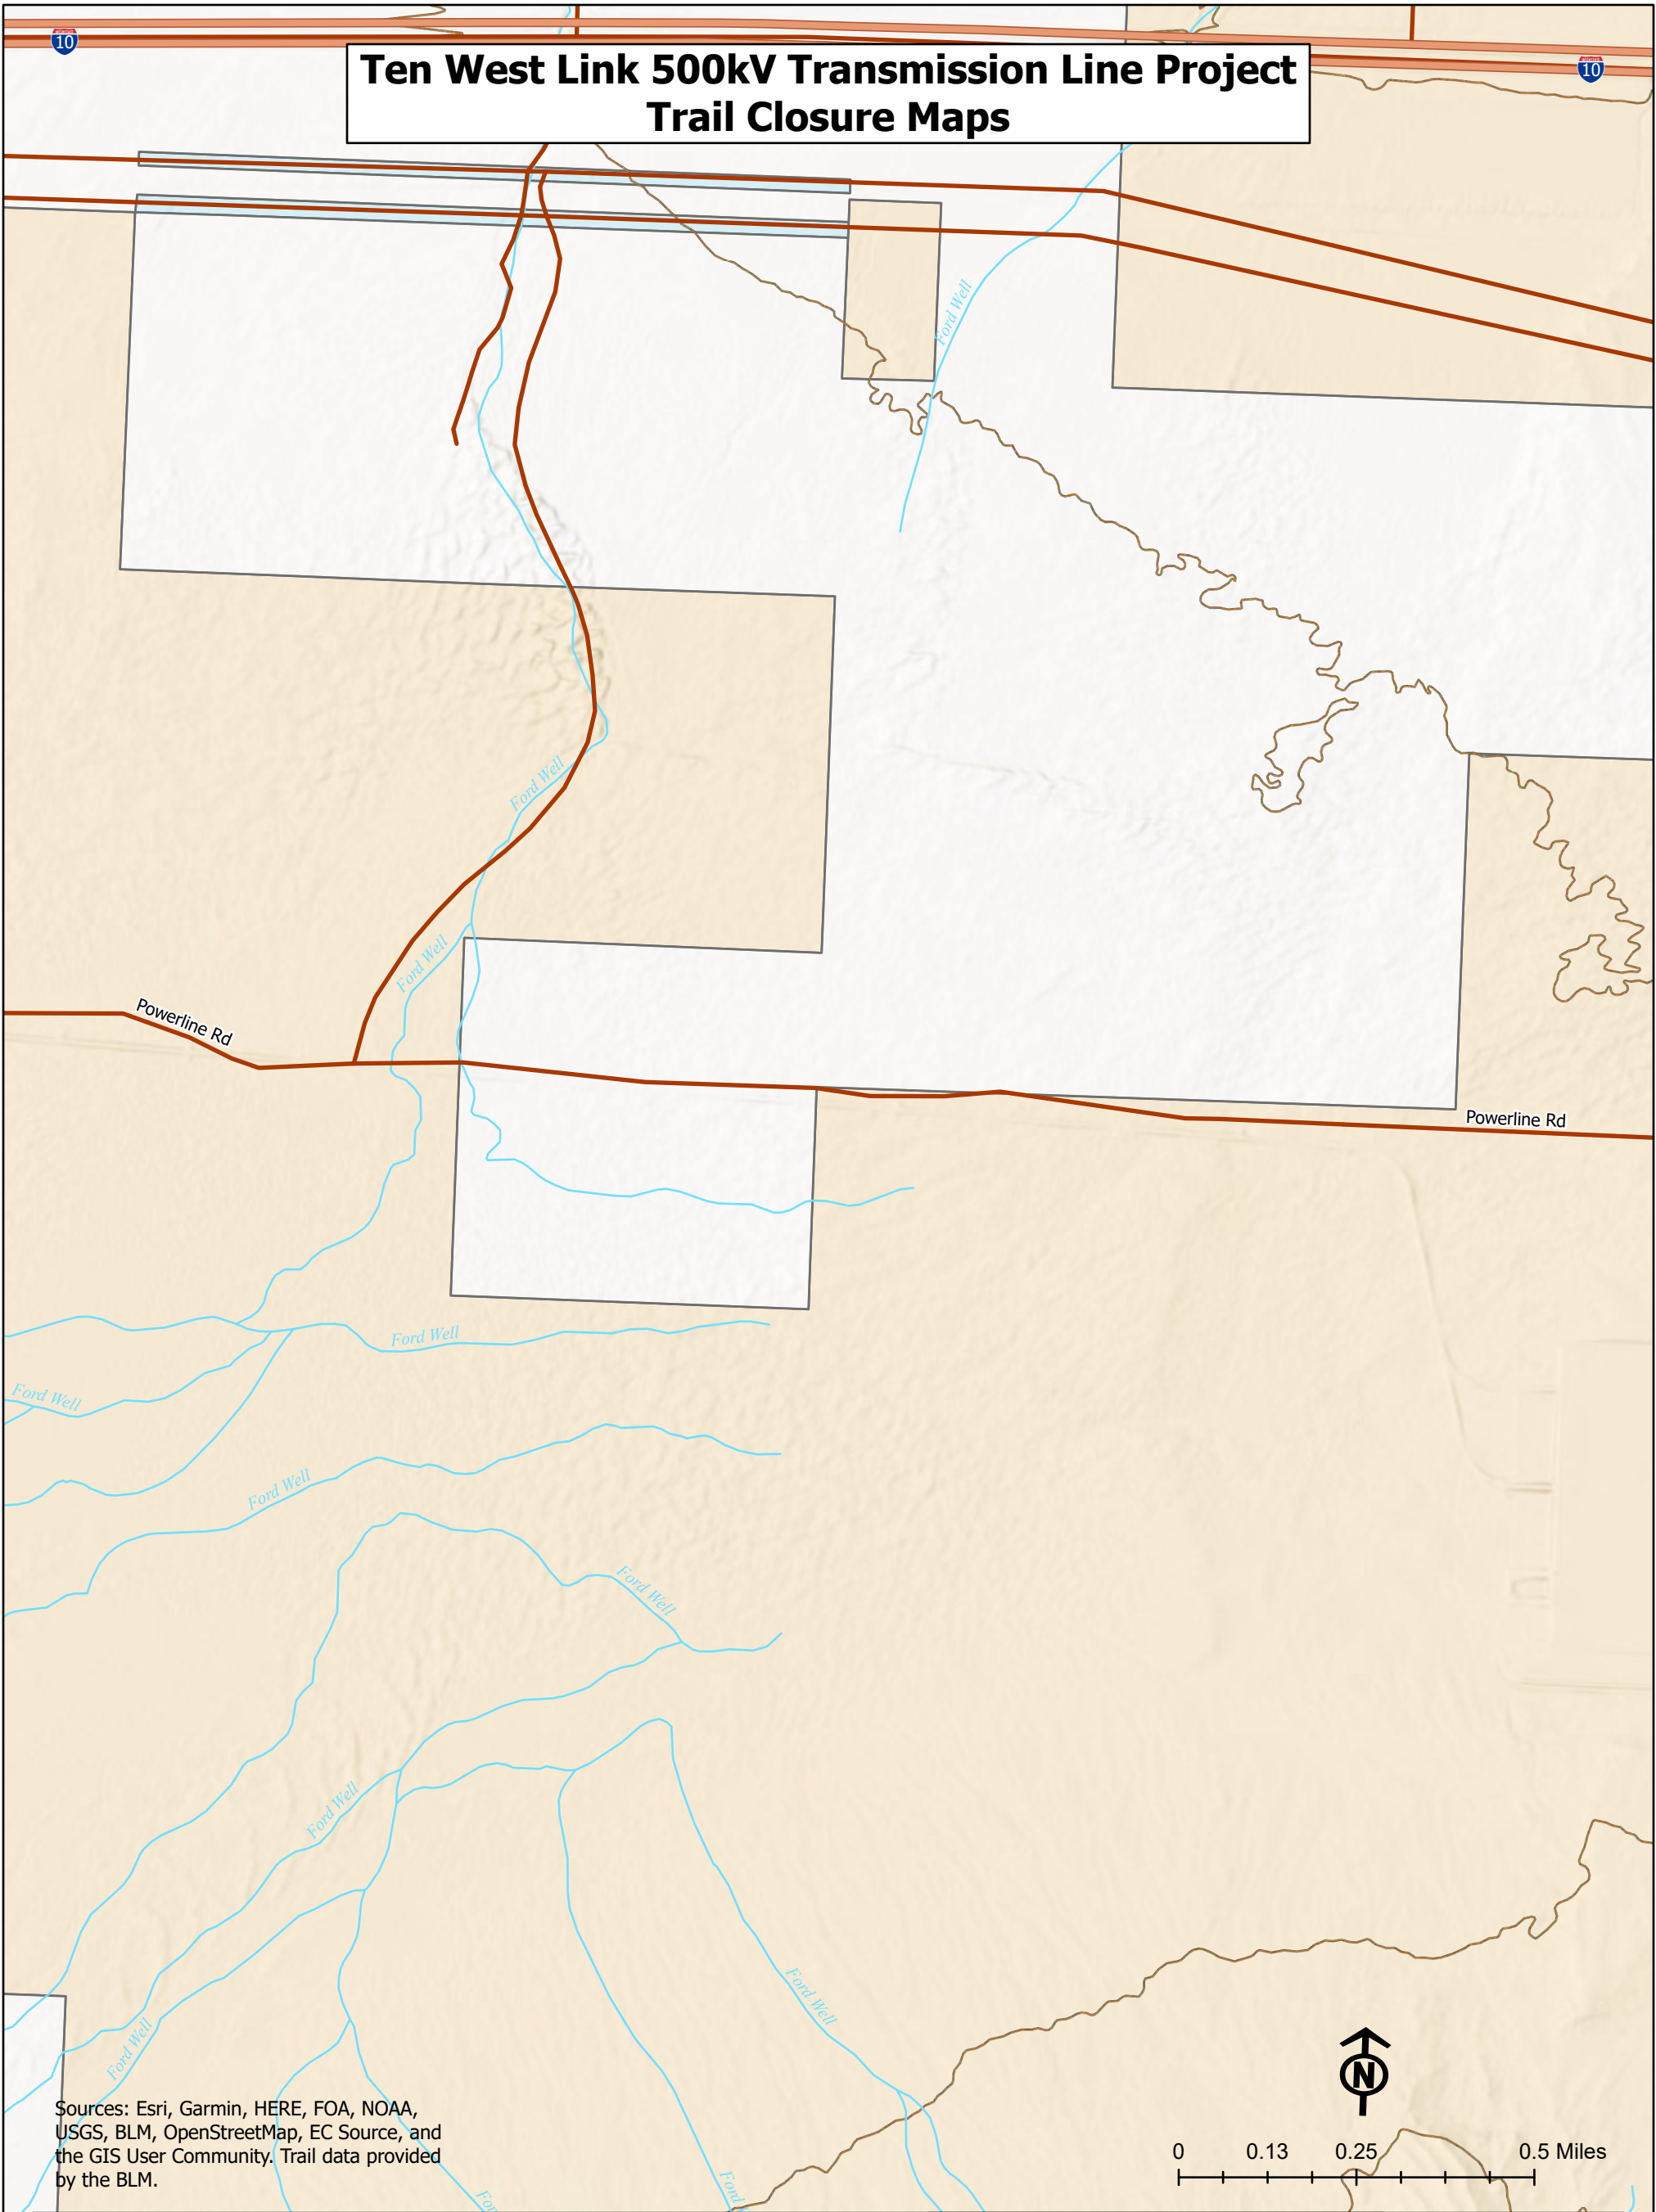 10
Ten West Link 500kV Transmission Line Project
Trail Closure Maps
10
Ford Well
Ford Well
Ford Well
Powerline Rd
Powerline Rd
Ford Well
Ford Well
Ford Well
Ford Well
Ford Well
Ford Well
Ford Well
N
Sources: Esri, Garmin, HERE, FOA, NOAA,
USGS, BLM, OpenStreetMap, EC Source, and
the GIS User Community. Trail data provided
by the BLM.
0 0.13 0.25 0.5 Miles